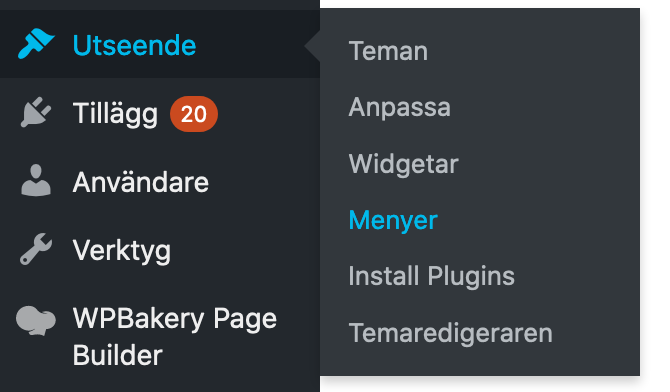 Utseende
Tillägg 20
Användare
Verktyg
WPBakery Page
Builder
Teman
Anpassa
Widgetar
Menyer
Install Plugins
Temaredigeraren